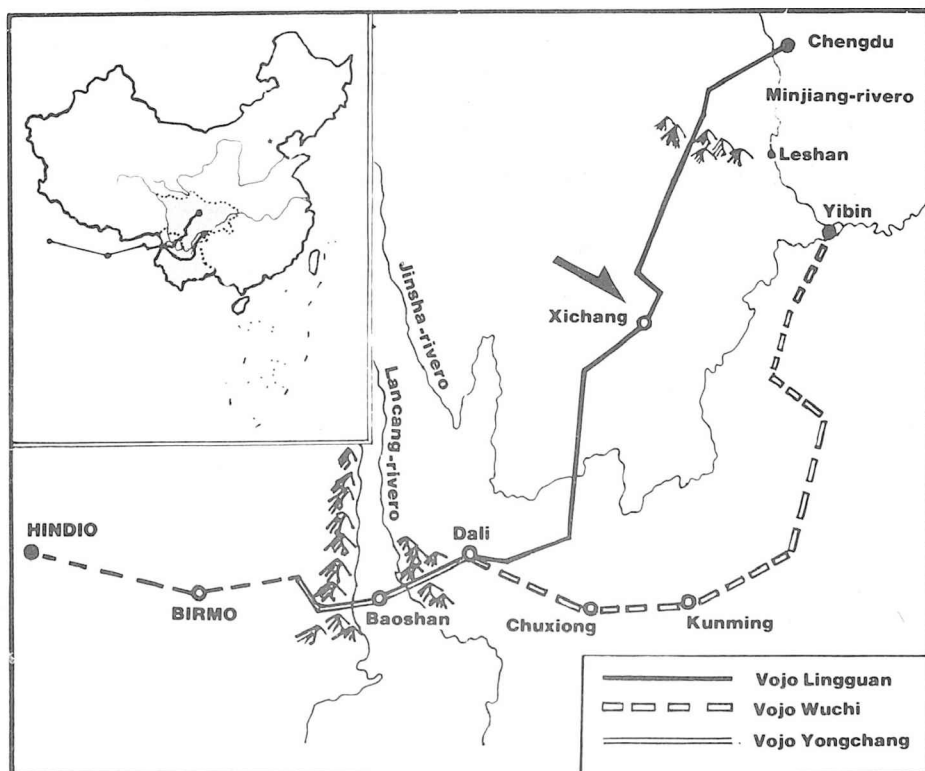 Chengdu
Minjiang-rivero
Leshan
Yibin
Jinsha-rivero
Xichang
Lancang-rivero
HINDIO
Dali
BIRMO
Baoshan
Chuxiong
Kunming
Vojo Lingguan
Vojo Wuchi
Vojo Yongchang